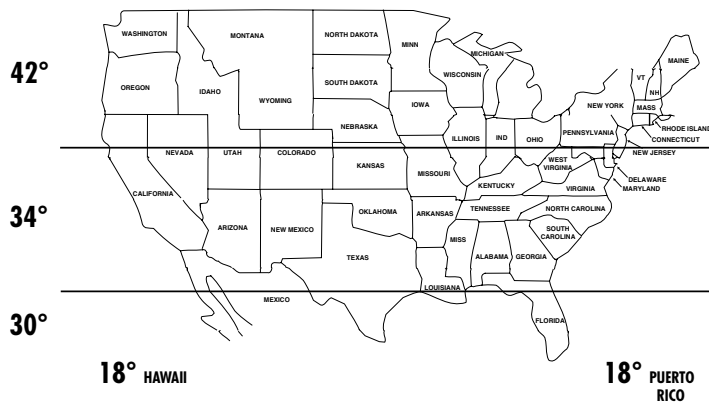 WASHINGTON
MONTANA
NORTH DAKOTA
MINN
MICHIGAN
MAINE
VT
NH
42°
OREGON
IDAHO
WYOMING
SOUTH DAKOTA
WISCONSIN
NEW YORK
MASS
RHODE ISLAND
CONNECTICUT
NEW JERSEY
NEBRASKA
IOWA
ILLINOIS
IND
OHIO
PENNSYLVANIA
NEVADA
UTAH
COLORADO
KANSAS
MISSOURI
WEST
VIRGINIA
DELAWARE
MARYLAND
KENTUCKY
VIRGINIA
CALIFORNIA
34°
ARIZONA
NEW MEXICO
OKLAHOMA
ARKANSAS
TENNESSEE
NORTH CAROLINA
SOUTH
CAROLINA
TEXAS
MISS
ALABAMA
GEORGIA
LOUISIANA
MEXICO
30°
FLORIDA
18° HAWAII
18° PUERTO
RICO